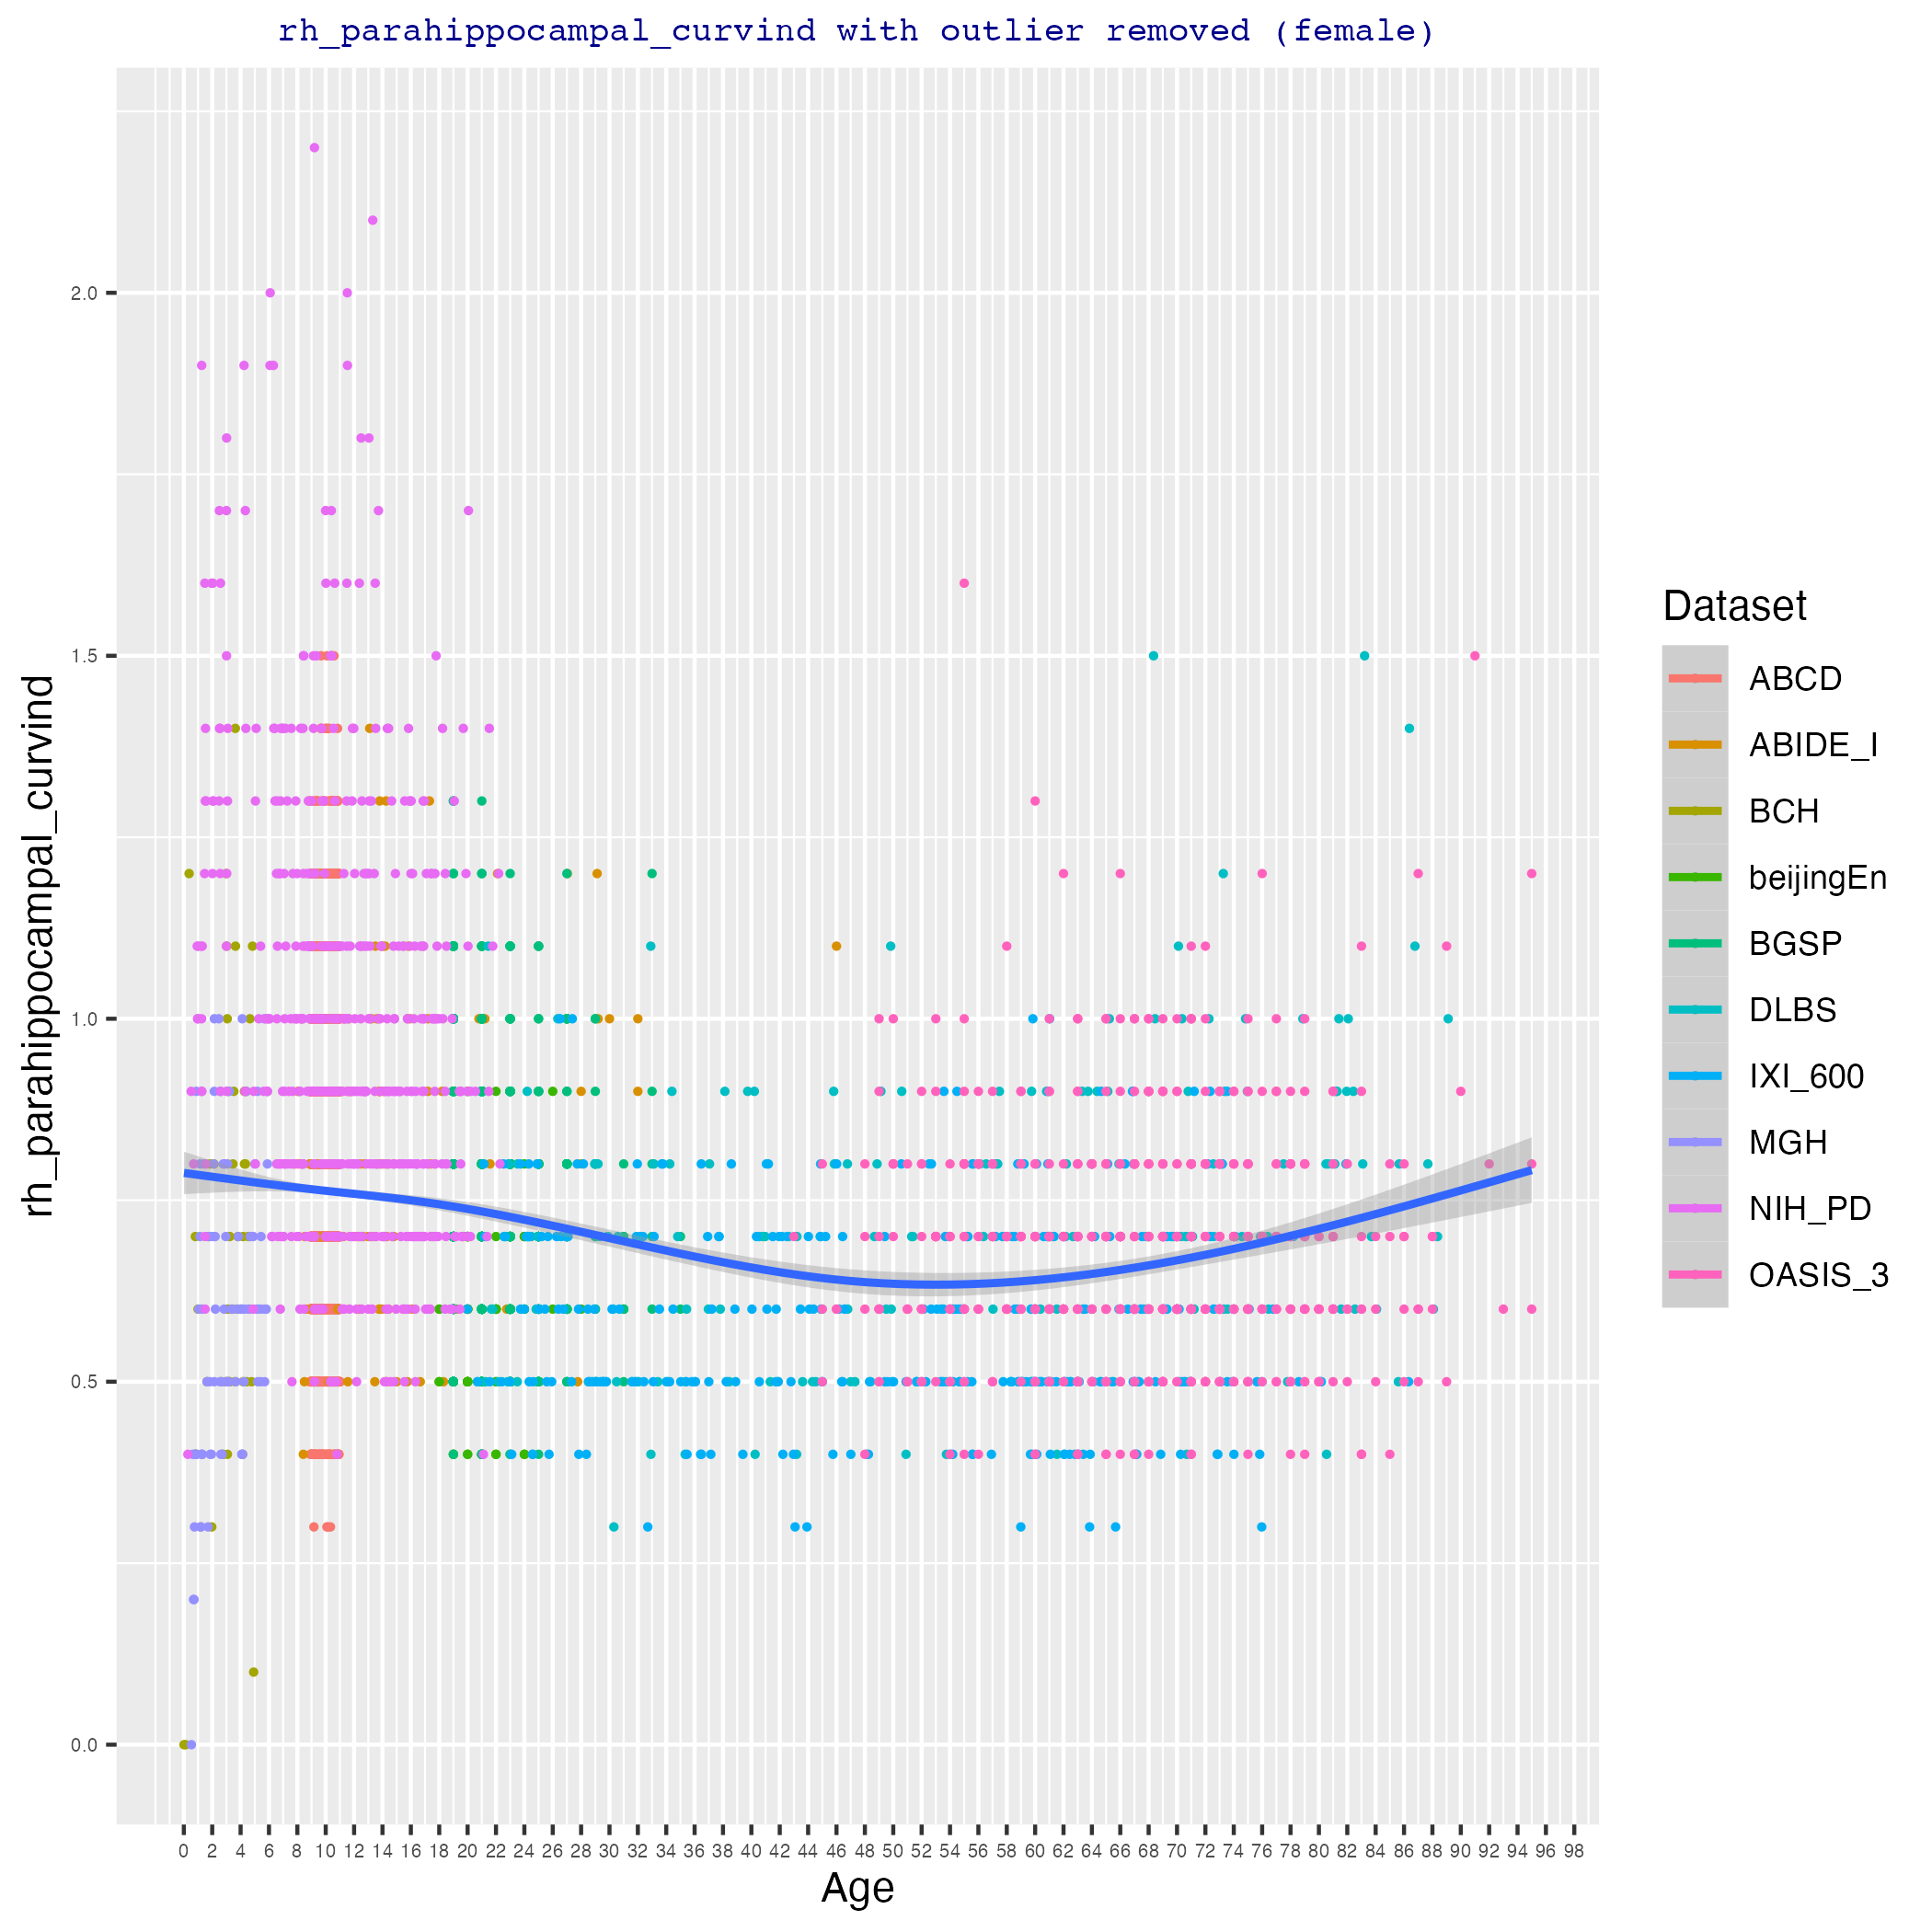 rh_parahippocampal_curvind with outlier removed (female)
rh_parahippocampal_curvind
2.0
1.5
1.0
0.5
0.0
0 2 4 6 8 10 12 14 16 18 20 22 24 26 28 30 32 34 36 38 40 42 44 46 48 50 52 54 56 58 60 62 64 66 68 70 72 74 76 78 80 82 84 86 88 90 92 94 96 98
Age
Dataset
ABCD
ABIDE_I
BCH
beijingEn
BGSP
DLBS
IXI_600
MGH
NIH_PD
OASIS_3